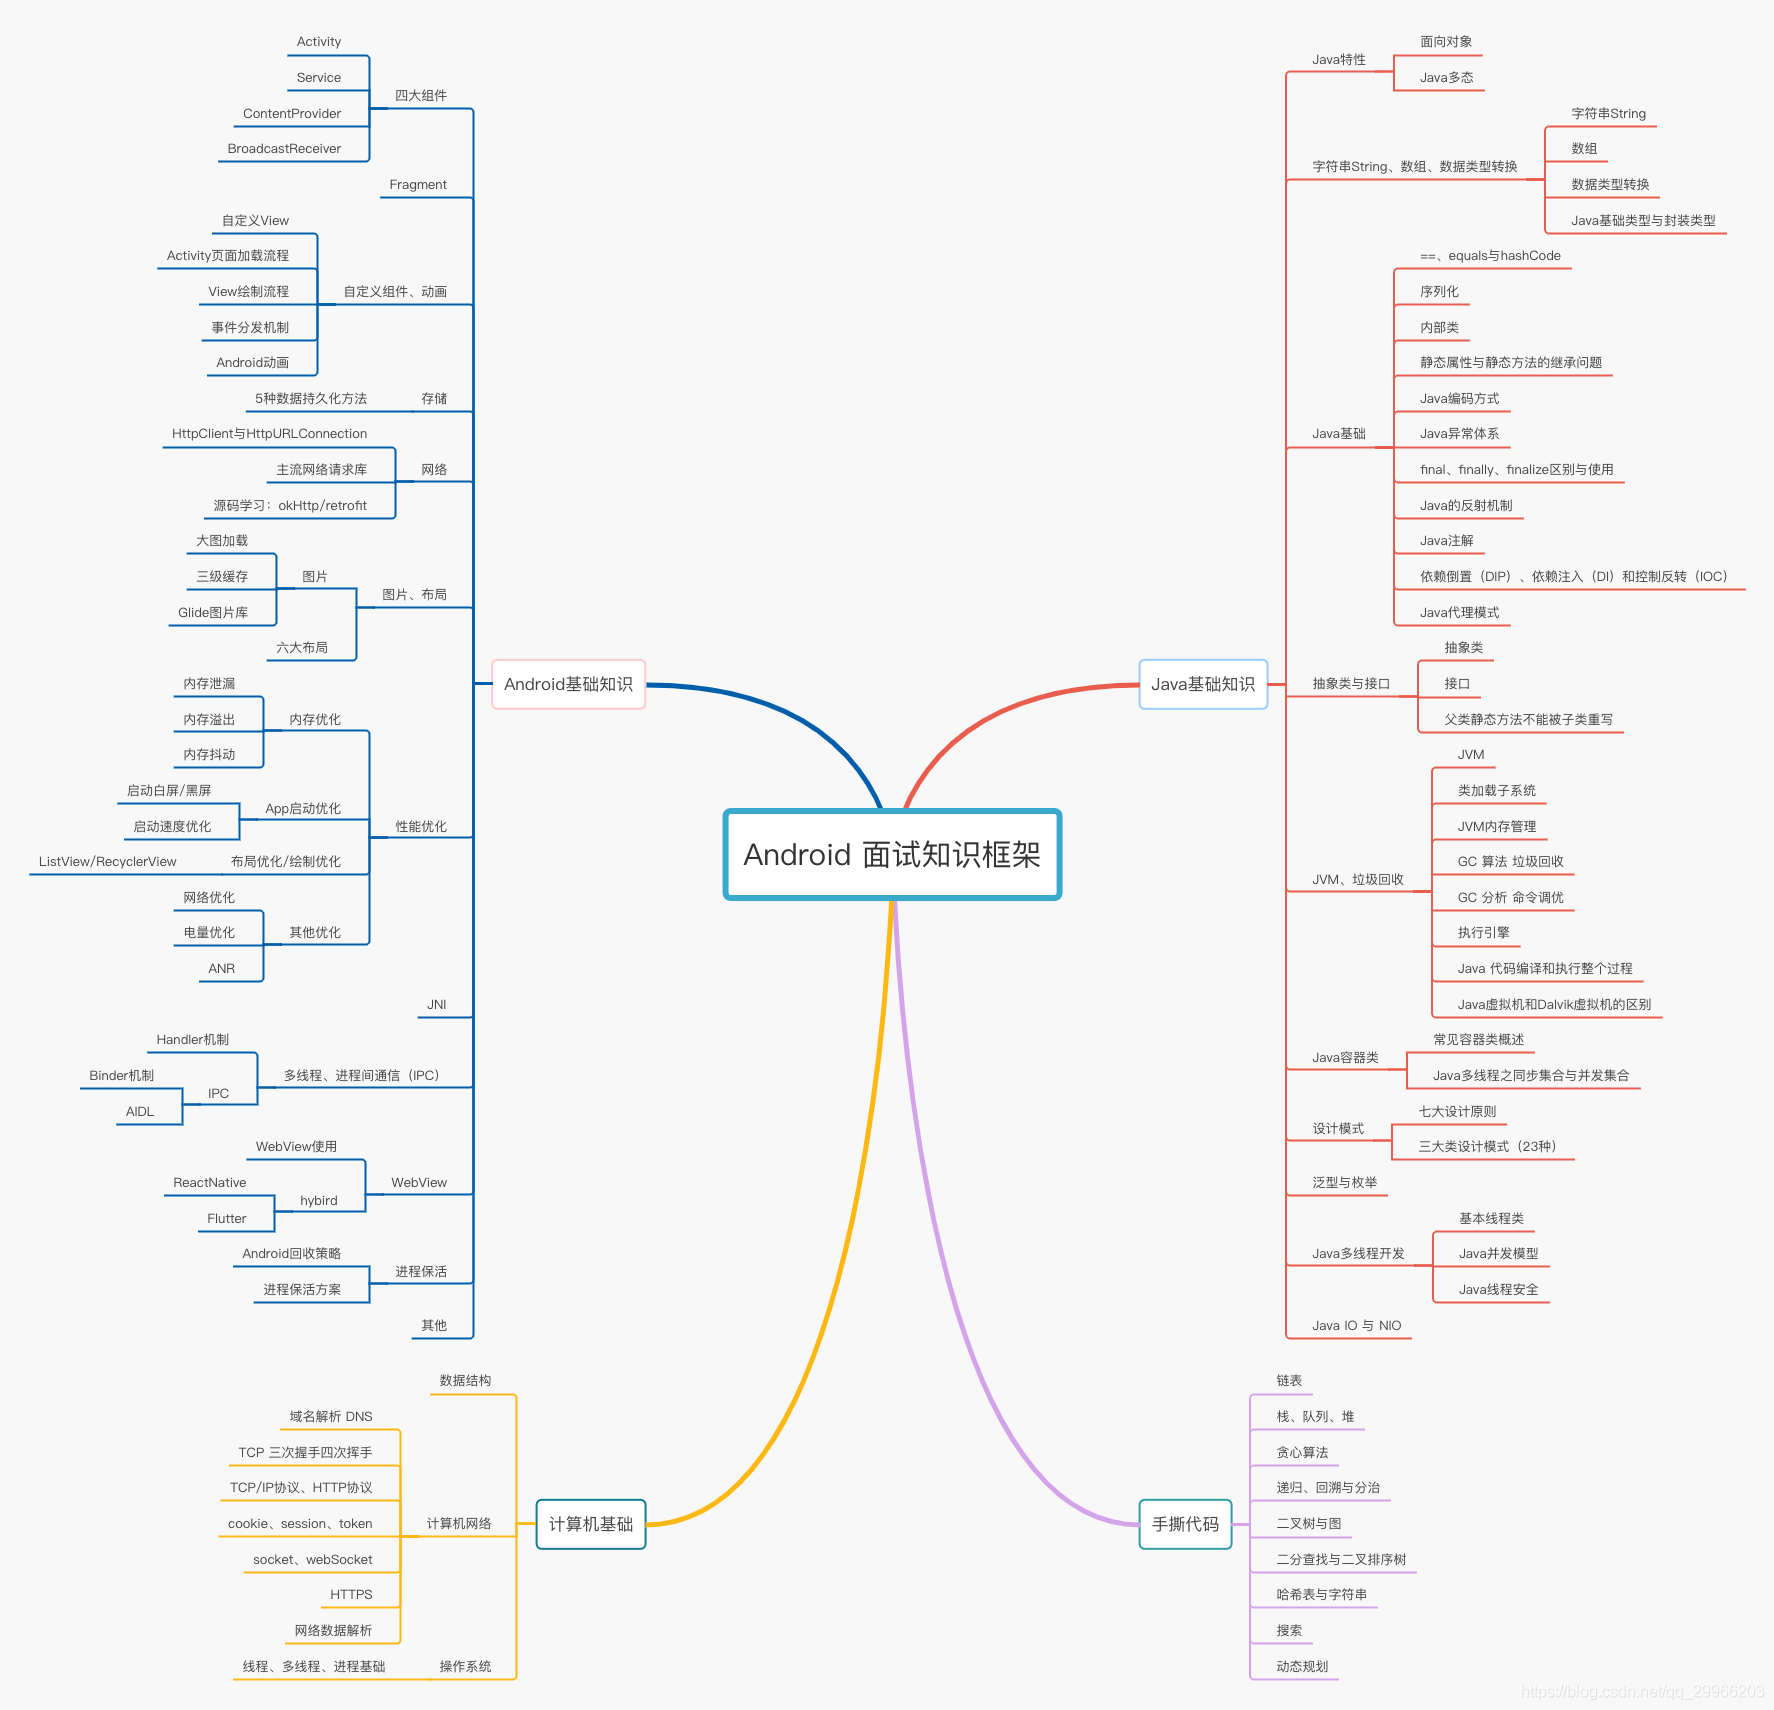 Android 面试知识框架
Android基础知识
四大组件
Activity
Service
ContentProvider
BroadcastReceiver
Fragment
自定义组件、动画
自定义View
Activity页面加载流程
View绘制流程
事件分发机制
Android动画
存储
5种数据持久化方法
网络
HttpClient与HttpURLConnection
主流网络请求库
源码学习：okHttp/retrofit
图片、布局
图片
大图加载
三级缓存
Glide图片库
六大布局
性能优化
内存优化
内存泄漏
内存溢出
内存抖动
App启动优化
启动白屏/黑屏
启动速度优化
布局优化/绘制优化
ListView/RecyclerView
其他优化
网络优化
电量优化
ANR
JNI
多线程、进程间通信（IPC）
Handler机制
IPC
Binder机制
AIDL
WebView
WebView使用
hybird
ReactNative
Flutter
进程保活
Android回收策略
进程保活方案
其他
Java基础知识
Java特性
面向对象
Java多态
字符串String、数组、数据类型转换
字符串String
数组
数据类型转换
Java基础类型与封装类型
Java基础
==、equals与hashCode
序列化
内部类
静态属性与静态方法的继承问题
Java编码方式
Java异常体系
final、finally、finalize区别与使用
Java的反射机制
Java注解
依赖倒置（DIP）、依赖注入（DI）和控制反转（IOC）
Java代理模式
抽象类与接口
抽象类
接口
父类静态方法不能被子类重写
JVM、垃圾回收
JVM
类加载子系统
JVM内存管理
GC 算法 垃圾回收
GC 分析 命令调优
执行引擎
Java 代码编译和执行整个过程
Java虚拟机和Dalvik虚拟机的区别
Java容器类
常见容器类概述
Java多线程之同步集合与并发集合
设计模式
七大设计原则
三大类设计模式（23种）
泛型与枚举
Java多线程开发
基本线程类
Java并发模型
Java线程安全
Java IO 与 NIO
计算机基础
数据结构
计算机网络
域名解析 DNS
TCP 三次握手四次挥手
TCP/IP协议、HTTP协议
cookie、session、token
socket、webSocket
HTTPS
网络数据解析
操作系统
线程、多线程、进程基础
手撕代码
链表
栈、队列、堆
贪心算法
递归、回溯与分治
二叉树与图
二分查找与二叉排序树
哈希表与字符串
搜索
动态规划
https://blog.csdn.net/qq_29966203